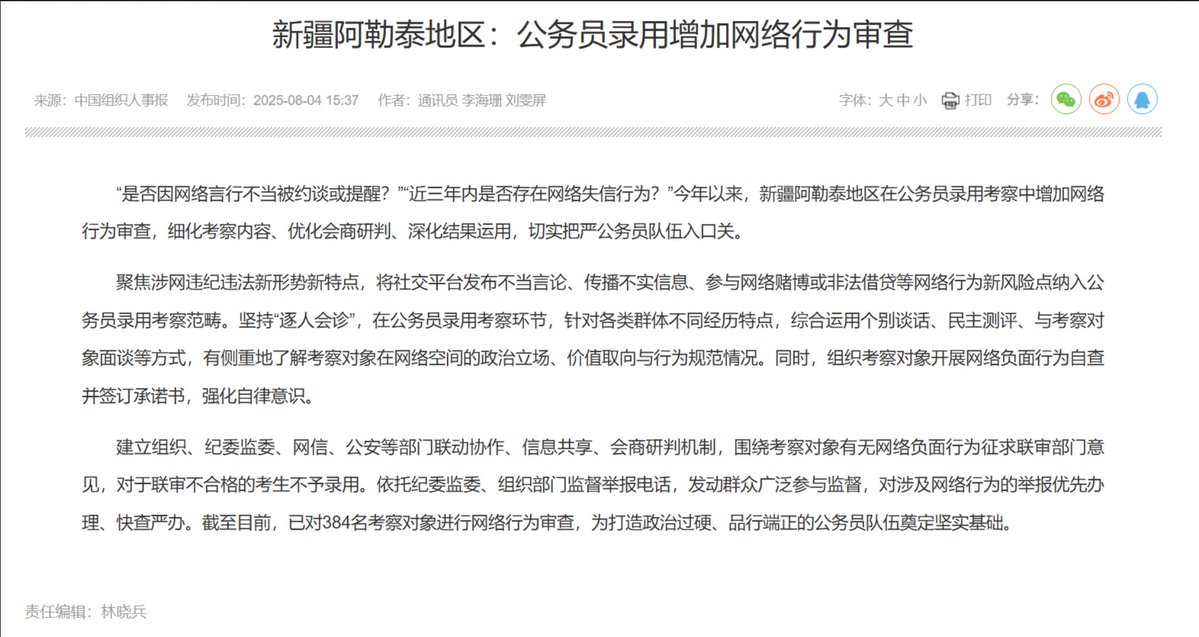 新疆阿勒泰地区：公务员录用增加网络行为审查
来源：中国组织人事报 发布时间：2025-08-04 15:37 作者：通讯员 李海珊 刘雯屏 字体：大 中 小 打印 分享：
“是否因网络言行不当被约谈或提醒？”“近三年内是否存在网络失信行为？”今年以来，新疆阿勒泰地区在公务员录用考察中增加网络
行为审查，细化考察内容、优化会商研判、深化结果运用，切实把严公务员队伍入口关。
聚焦涉网违纪违法新形势新特点，将社交平台发布不当言论、传播不实信息、参与网络赌博或非法借贷等网络行为新风险点纳入公
务员录用考察范畴。坚持“逐人会诊”，在公务员录用考察环节，针对各类群体不同经历特点，综合运用个别谈话、民主测评、与考察对
象面谈等方式，有侧重地了解考察对象在网络空间的政治立场、价值取向与行为规范情况。同时，组织考察对象开展网络负面行为自查
并签订承诺书，强化自律意识。
建立组织、纪委监委、网信、公安等部门联动协作、信息共享、会商研判机制，围绕考察对象有无网络负面行为征求联审部门意
见，对于联审不合格的考生不予录用。依托纪委监委、组织部门监督举报电话，发动群众广泛参与监督，对涉及网络行为的举报优先办
理、快查严办。截至目前，已对384名考察对象进行网络行为审查，为打造政治过硬、品行端正的公务员队伍奠定坚实基础。
责任编辑：林晓兵